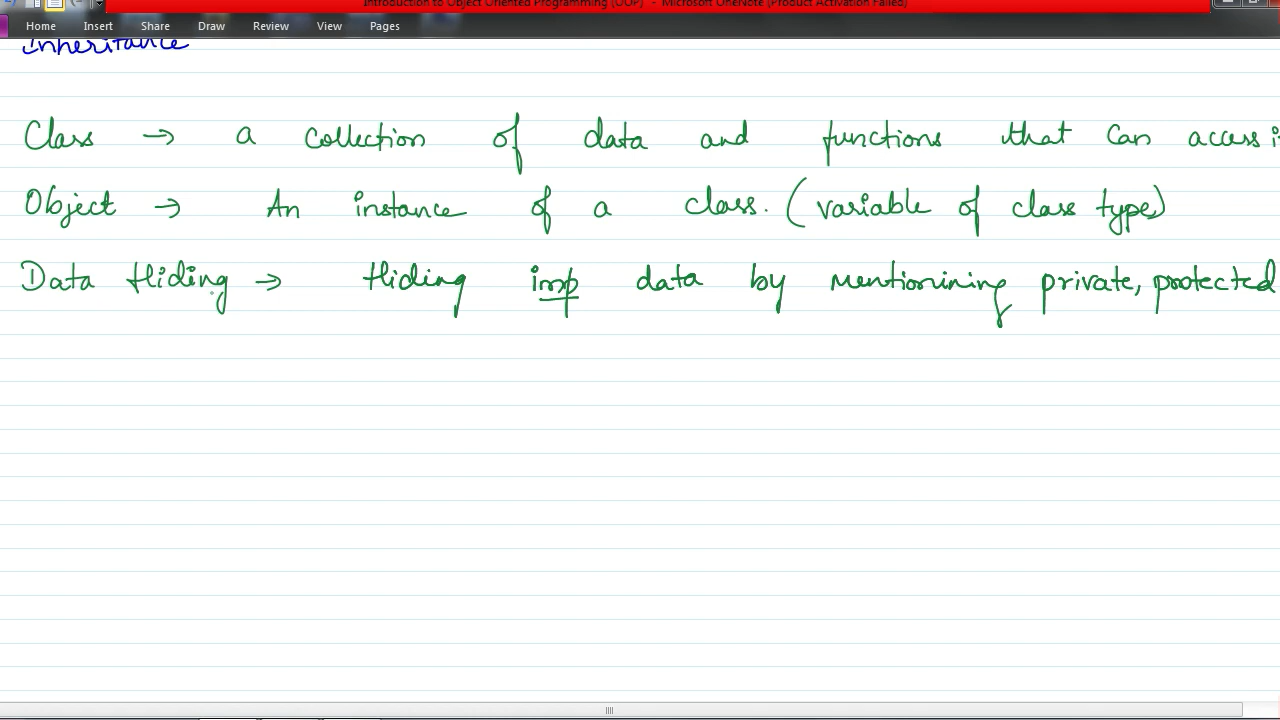 Introduction to Object Oriented Programming (OOP) - Microsoft OneNote (Product Activation Failed)
Home Insert Share Draw Review View Pages
Inheritance
Class → a collection of data and functions that can access i
Object → An instance of a class. (variable of class type)
Data Hiding → Hiding imp data by mentionining private, protected